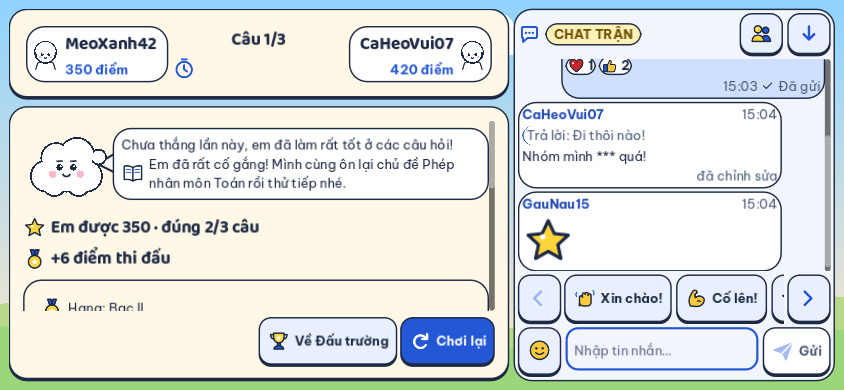 MeoXanh42
350 điểm
Câu 1/3
CaHeoVui07
420 điểm
Chưa thắng lần này, em đã làm rất tốt ở các câu hỏi!
Em đã rất cố gắng! Mình cùng ôn lại chủ đề Phép
nhân môn Toán rồi thử tiếp nhé.
Em được 350 · đúng 2/3 câu
+6 điểm thi đấu
Hạng: Bạc II
Về Đấu trường
Chơi lại
CHAT TRẬN
1 2
15:03 ✓ Đã gửi
CaHeoVui07 15:04
Trả lời: Đi thôi nào!
Nhóm mình *** quá!
đã chỉnh sửa
GauNau15 15:04
Xin chào!
Cố lên!
Nhập tin nhắn...
Gửi